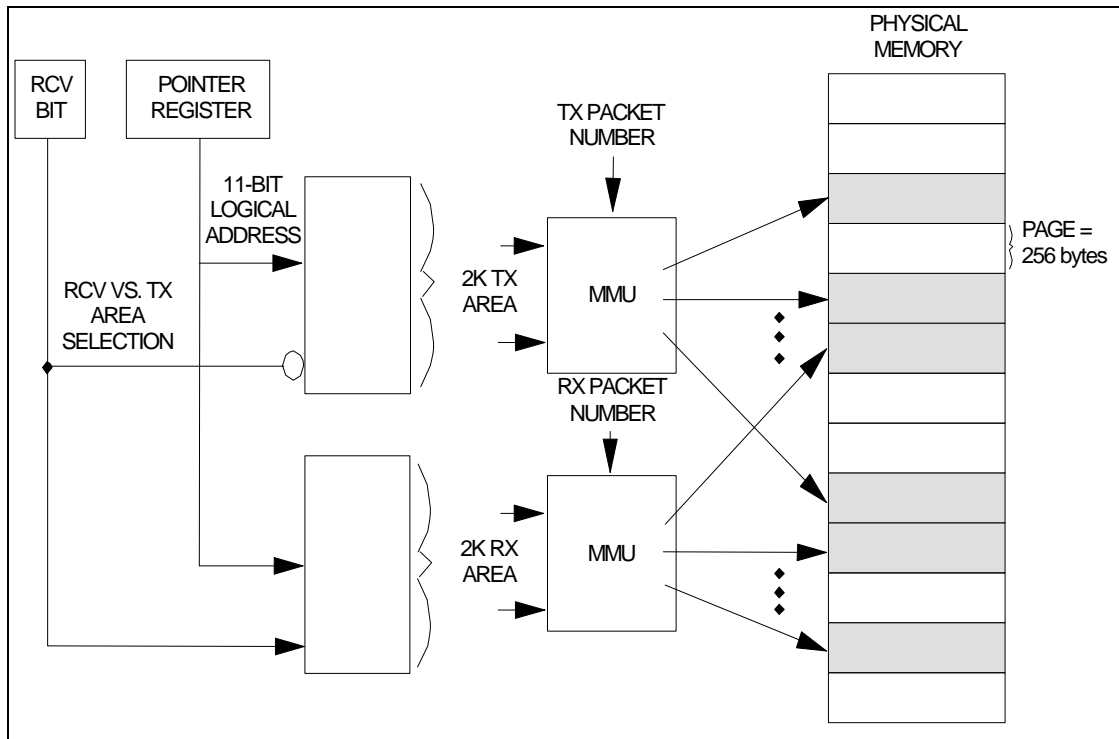 PHYSICAL
MEMORY
RCV
BIT
POINTER
REGISTER
TX PACKET
NUMBER
11-BIT
LOGICAL
ADDRESS
RCV VS. TX
AREA
SELECTION
2K TX
AREA
MMU
PAGE =
256 bytes
RX PACKET
NUMBER
2K RX
AREA
MMU